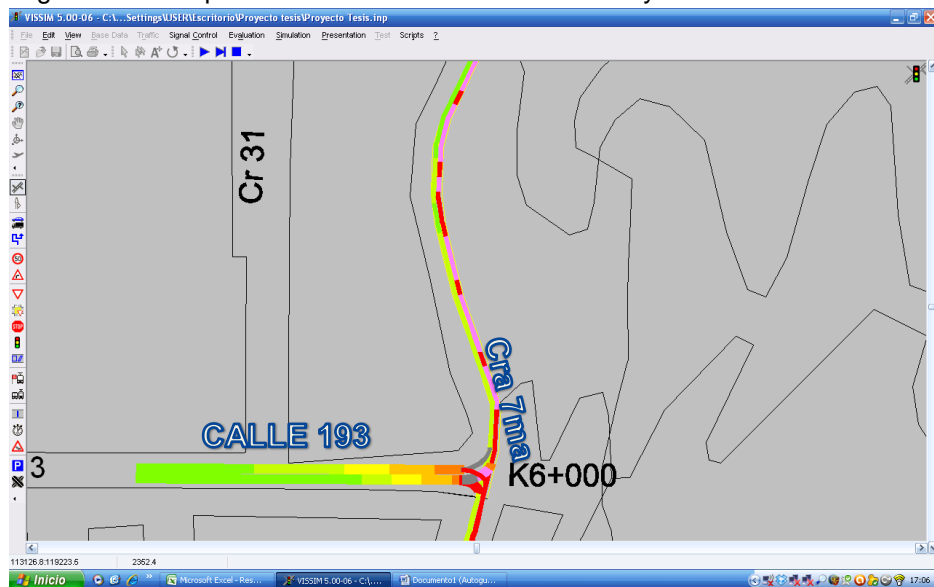 VISSIM 5.00-06 - C:\...Settings\USER\Escritorio\Proyecto tesis\Proyecto Tesis.inp
File Edit View Base Data Traffic Signal Control Evaluation Simulation Presentation Test Scripts ?
Cr 31
Cra 7ma
CALLE 193
3
K6+000
113126.8:119223.5 2352.4
Inicio Microsoft Excel - Res... VISSIM 5.00-06 - C:\.... Documento1 (Autogu... 17:06